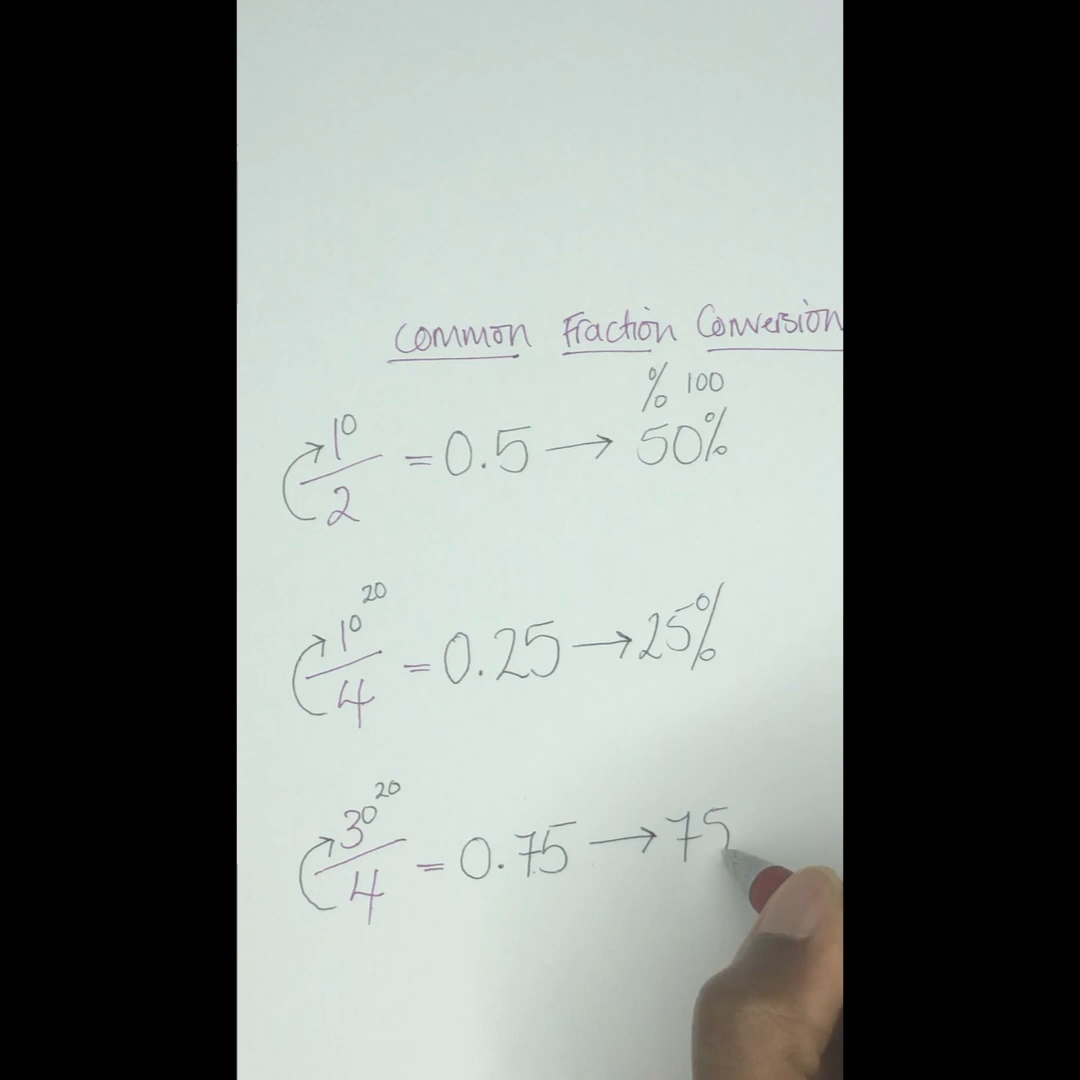 Common Fraction Conversion
% 100
1⁰/2 = 0.5 → 50%
1⁰ ²⁰/4 = 0.25 → 25%
3⁰ ²⁰/4 = 0.75 → 75